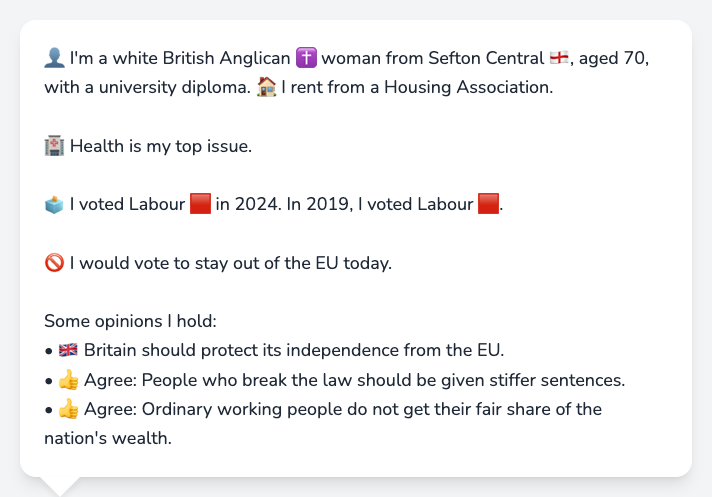 👤 I'm a white British Anglican ✝️ woman from Sefton Central 🏴󠁧󠁢󠁥󠁮󠁧󠁿, aged 70,
with a university diploma. 🏠 I rent from a Housing Association.
🏥 Health is my top issue.
🗳️ I voted Labour 🟥 in 2024. In 2019, I voted Labour 🟥.
🚫 I would vote to stay out of the EU today.
Some opinions I hold:
• 🇬🇧 Britain should protect its independence from the EU.
• 👍 Agree: People who break the law should be given stiffer sentences.
• 👍 Agree: Ordinary working people do not get their fair share of the
nation's wealth.